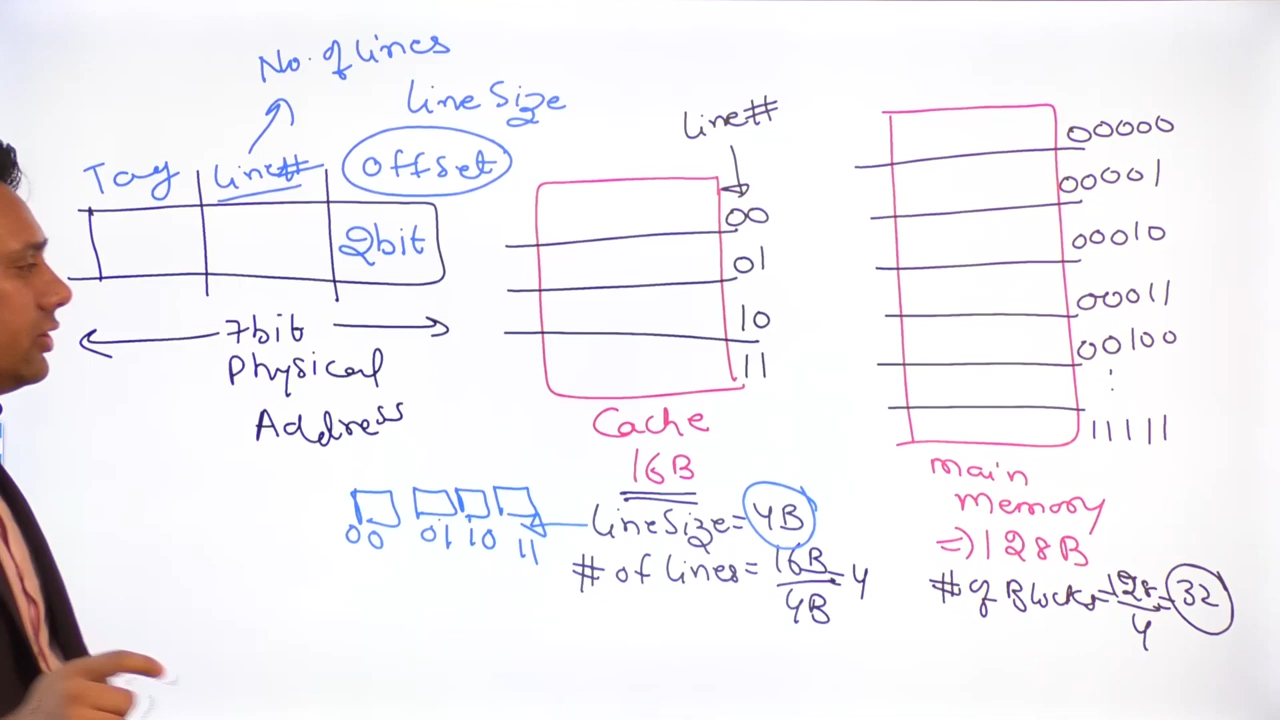 No. of lines
Line Size
Tag Line# Offset
2bit
7bit
Physical
Address
Line#
00
01
10
11
Cache
16B
00 01 10 11
Line Size = 4B
# of lines = 16B/4B = 4
00000
00001
00010
00011
00100
:
11111
main
Memory
=> 128B
# of Blocks = 128/4 = 32